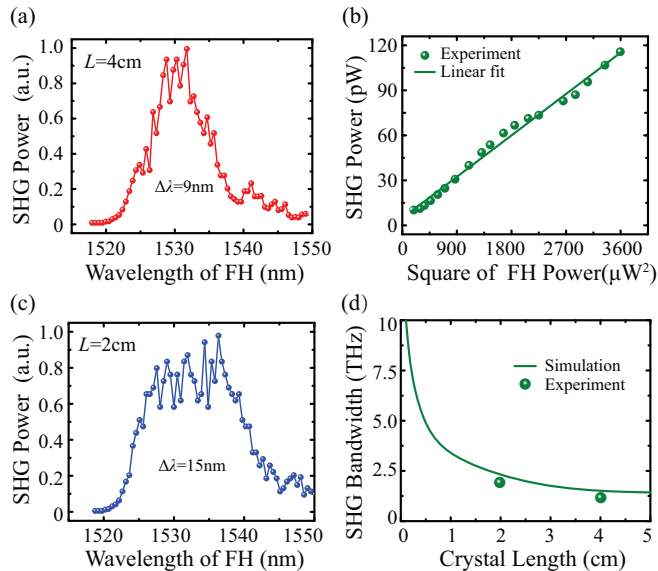 (a)
SHG Power (a.u.)
1.0
0.8
0.6
0.4
0.2
0
L=4cm
Δλ=9nm
1520 1530 1540 1550
Wavelength of FH (nm)
(b)
SHG Power (pW)
120
90
60
30
0
Experiment
Linear fit
0 900 1800 2700 3600
Square of FH Power(μW²)
(c)
SHG Power (a.u.)
1.0
0.8
0.6
0.4
0.2
0
L=2cm
Δλ=15nm
1520 1530 1540 1550
Wavelength of FH (nm)
(d)
SHG Bandwidth (THz)
10
7.5
5.0
2.5
0
Simulation
Experiment
0 1 2 3 4 5
Crystal Length (cm)